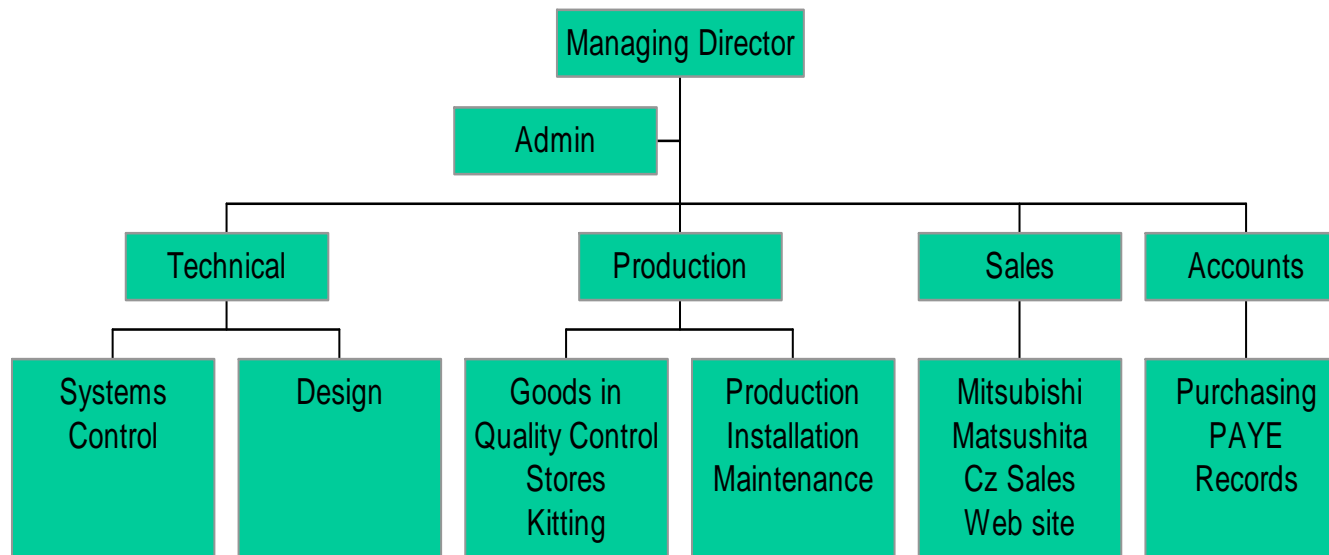 Managing Director
Admin
Technical
Production
Sales
Accounts
Systems
Control
Design
Goods in
Quality Control
Stores
Kitting
Production
Installation
Maintenance
Mitsubishi
Matsushita
Cz Sales
Web site
Purchasing
PAYE
Records